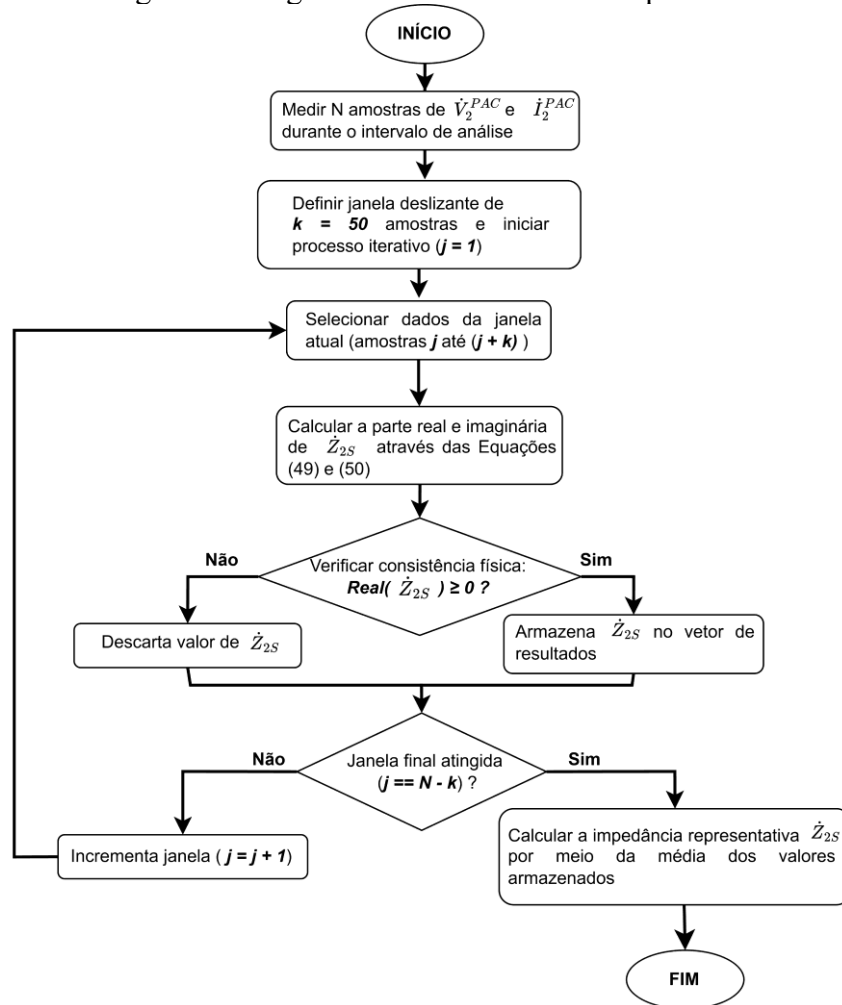 INÍCIO
Medir N amostras de V̇₂^PAC e İ₂^PAC
durante o intervalo de análise
Definir janela deslizante de
k = 50 amostras e iniciar
processo iterativo (j = 1)
Selecionar dados da janela
atual (amostras j até (j + k) )
Calcular a parte real e imaginária
de Ż₂S através das Equações
(49) e (50)
Verificar consistência física:
Real( Ż₂S ) ≥ 0 ?
Não
Sim
Descarta valor de Ż₂S
Armazena Ż₂S no vetor de
resultados
Janela final atingida
(j == N - k) ?
Não
Sim
Incrementa janela ( j = j + 1)
Calcular a impedância representativa Ż₂S
por meio da média dos valores
armazenados
FIM